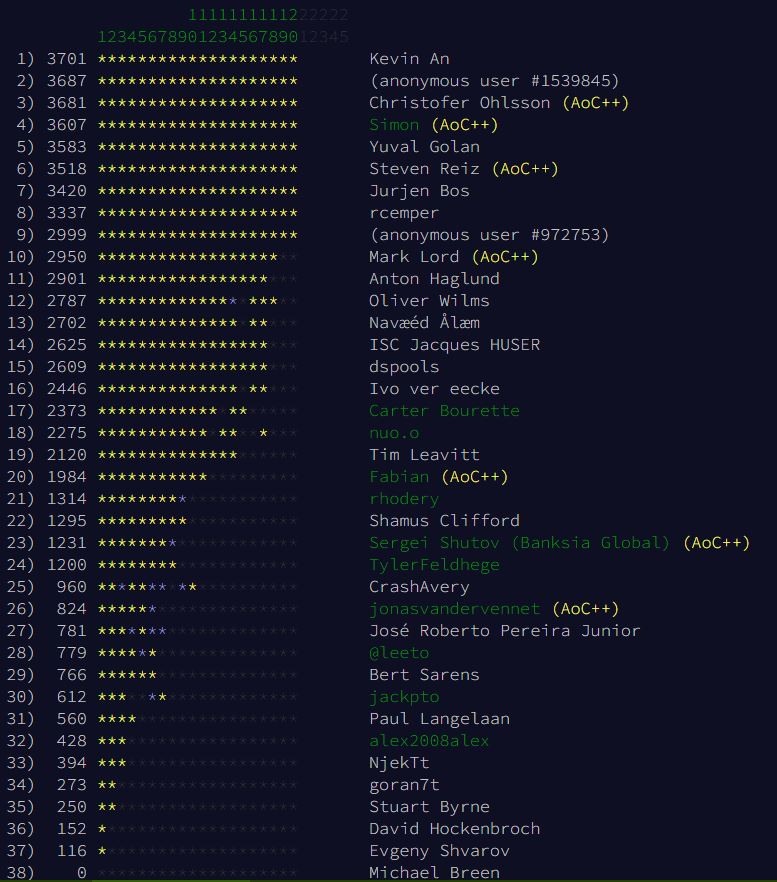 1111111111222222
1234567890123456789012345
1) 3701 ******************** Kevin An
2) 3687 ******************** (anonymous user #1539845)
3) 3681 ******************** Christofer Ohlsson (AoC++)
4) 3607 ******************** Simon (AoC++)
5) 3583 ******************** Yuval Golan
6) 3518 ******************** Steven Reiz (AoC++)
7) 3420 ******************** Jurjen Bos
8) 3337 ******************** rcemper
9) 2999 ******************** (anonymous user #972753)
10) 2950 ******************** Mark Lord (AoC++)
11) 2901 ******************** Anton Haglund
12) 2787 ******************** Oliver Wilms
13) 2702 ******************** Navæéd Ålæm
14) 2625 ******************** ISC Jacques HUSER
15) 2609 ******************** dspools
16) 2446 ******************** Ivo ver eecke
17) 2373 ******************** Carter Bourette
18) 2275 ******************** nuo.o
19) 2120 ******************** Tim Leavitt
20) 1984 ******************** Fabian (AoC++)
21) 1314 ******************** rhodery
22) 1295 ******************** Shamus Clifford
23) 1231 ******************** Sergei Shutov (Banksia Global) (AoC++)
24) 1200 ******************** TylerFeldhege
25) 960 ******************** CrashAvery
26) 824 ******************** jonasvandervennet (AoC++)
27) 781 ******************** José Roberto Pereira Junior
28) 779 ******************** @leeto
29) 766 ******************** Bert Sarens
30) 612 ******************** jackpto
31) 560 ******************** Paul Langelaan
32) 428 ******************** alex2008alex
33) 394 ******************** NjekTt
34) 273 ******************** goran7t
35) 250 ******************** Stuart Byrne
36) 152 ******************** David Hockenbroch
37) 116 ******************** Evgeny Shvarov
38) 0 ******************** Michael Breen